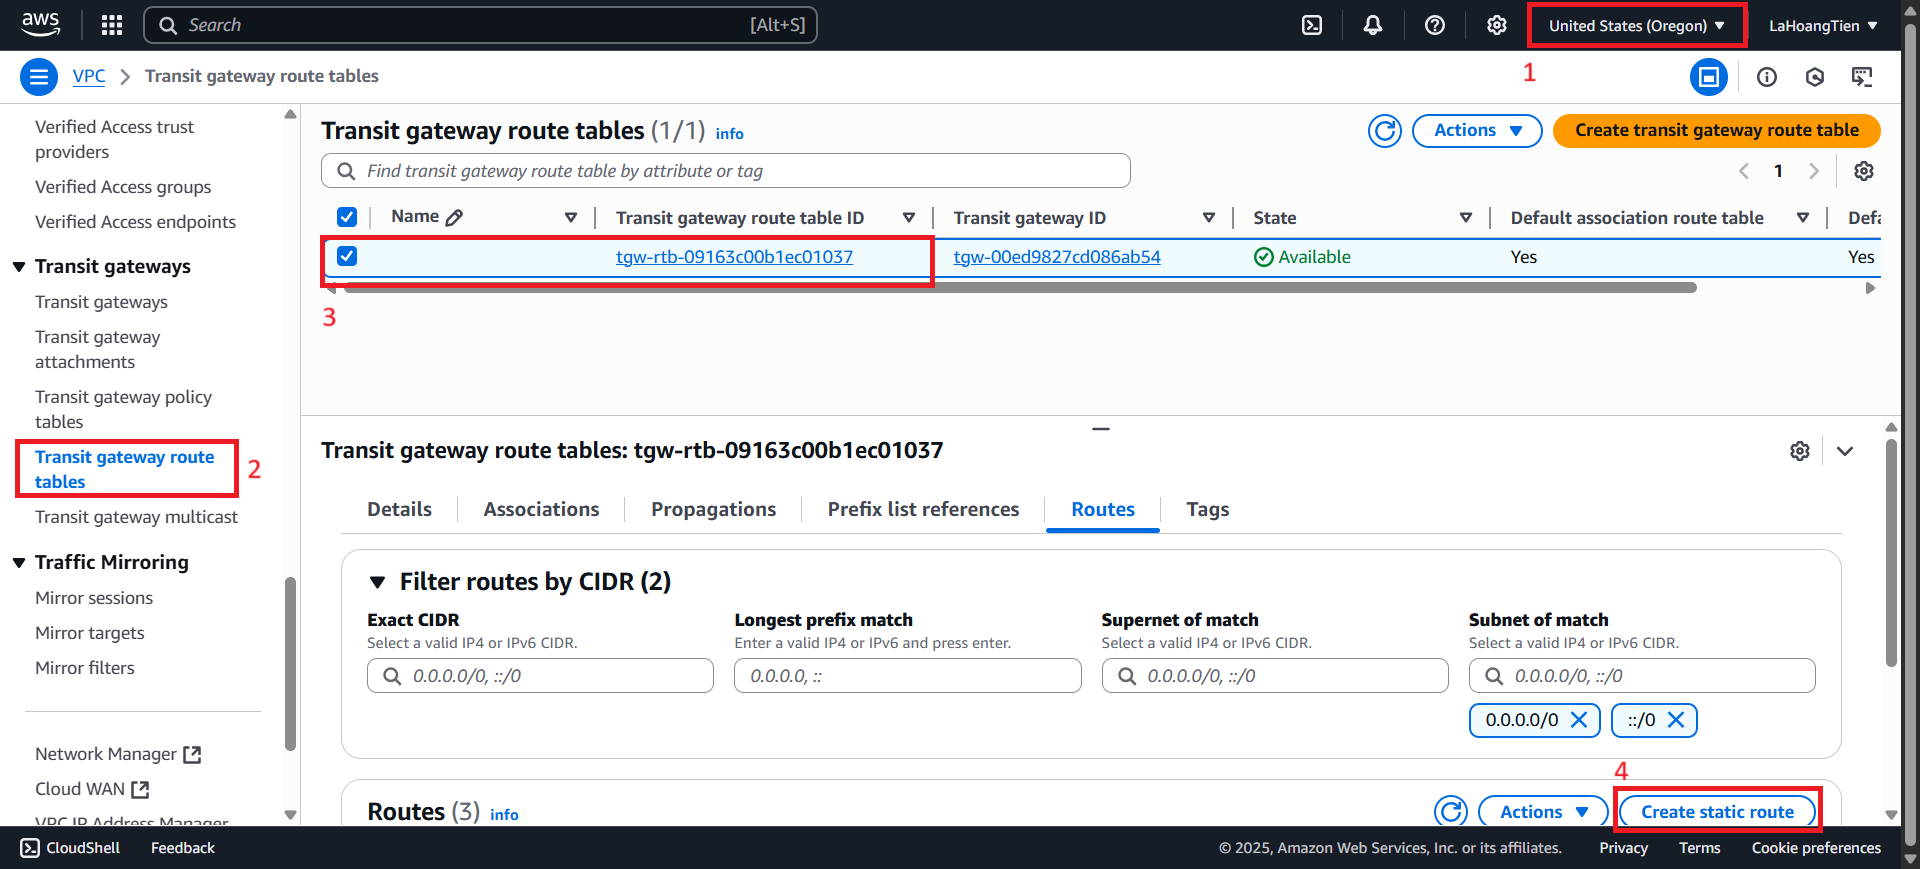 aws
Search
[Alt+S]
United States (Oregon)
LaHoangTien
1
VPC
Transit gateway route tables
Verified Access trust
providers
Verified Access groups
Verified Access endpoints
Transit gateways
Transit gateways
Transit gateway
attachments
Transit gateway policy
tables
Transit gateway route
tables
2
Transit gateway multicast
Traffic Mirroring
Mirror sessions
Mirror targets
Mirror filters
Network Manager
Cloud WAN
VPC IP Address Manager
Transit gateway route tables (1/1) info
Actions
Create transit gateway route table
Find transit gateway route table by attribute or tag
1
Name
Transit gateway route table ID
Transit gateway ID
State
Default association route table
Defa
tgw-rtb-09163c00b1ec01037
tgw-00ed9827cd086ab54
Available
Yes
Yes
3
Transit gateway route tables: tgw-rtb-09163c00b1ec01037
Details
Associations
Propagations
Prefix list references
Routes
Tags
Filter routes by CIDR (2)
Exact CIDR
Select a valid IP4 or IPv6 CIDR.
0.0.0.0/0, ::/0
Longest prefix match
Enter a valid IP4 or IPv6 and press enter.
0.0.0.0, ::
Supernet of match
Select a valid IP4 or IPv6 CIDR.
0.0.0.0/0, ::/0
Subnet of match
Select a valid IP4 or IPv6 CIDR.
0.0.0.0/0, ::/0
0.0.0.0/0
::/0
4
Routes (3) info
Actions
Create static route
CloudShell
Feedback
© 2025, Amazon Web Services, Inc. or its affiliates.
Privacy
Terms
Cookie preferences